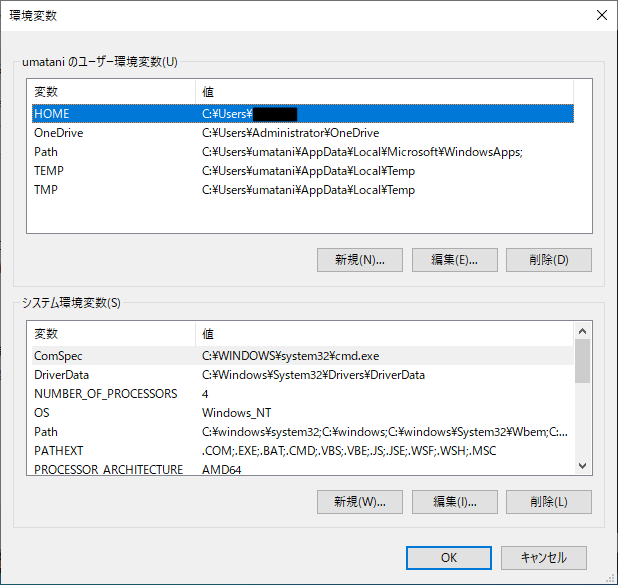 環境変数
umatani のユーザー環境変数(U)
変数 値
HOME C:¥Users¥
OneDrive C:¥Users¥Administrator¥OneDrive
Path C:¥Users¥umatani¥AppData¥Local¥Microsoft¥WindowsApps;
TEMP C:¥Users¥umatani¥AppData¥Local¥Temp
TMP C:¥Users¥umatani¥AppData¥Local¥Temp
新規(N)... 編集(E)... 削除(D)
システム環境変数(S)
変数 値
ComSpec C:¥WINDOWS¥system32¥cmd.exe
DriverData C:¥Windows¥System32¥Drivers¥DriverData
NUMBER_OF_PROCESSORS 4
OS Windows_NT
Path C:¥windows¥system32;C:¥windows;C:¥windows¥System32¥Wbem;C:...
PATHEXT .COM;.EXE;.BAT;.CMD;.VBS;.VBE;.JS;.JSE;.WSF;.WSH;.MSC
PROCESSOR_ARCHITECTURE AMD64
新規(W)... 編集(I)... 削除(L)
OK キャンセル